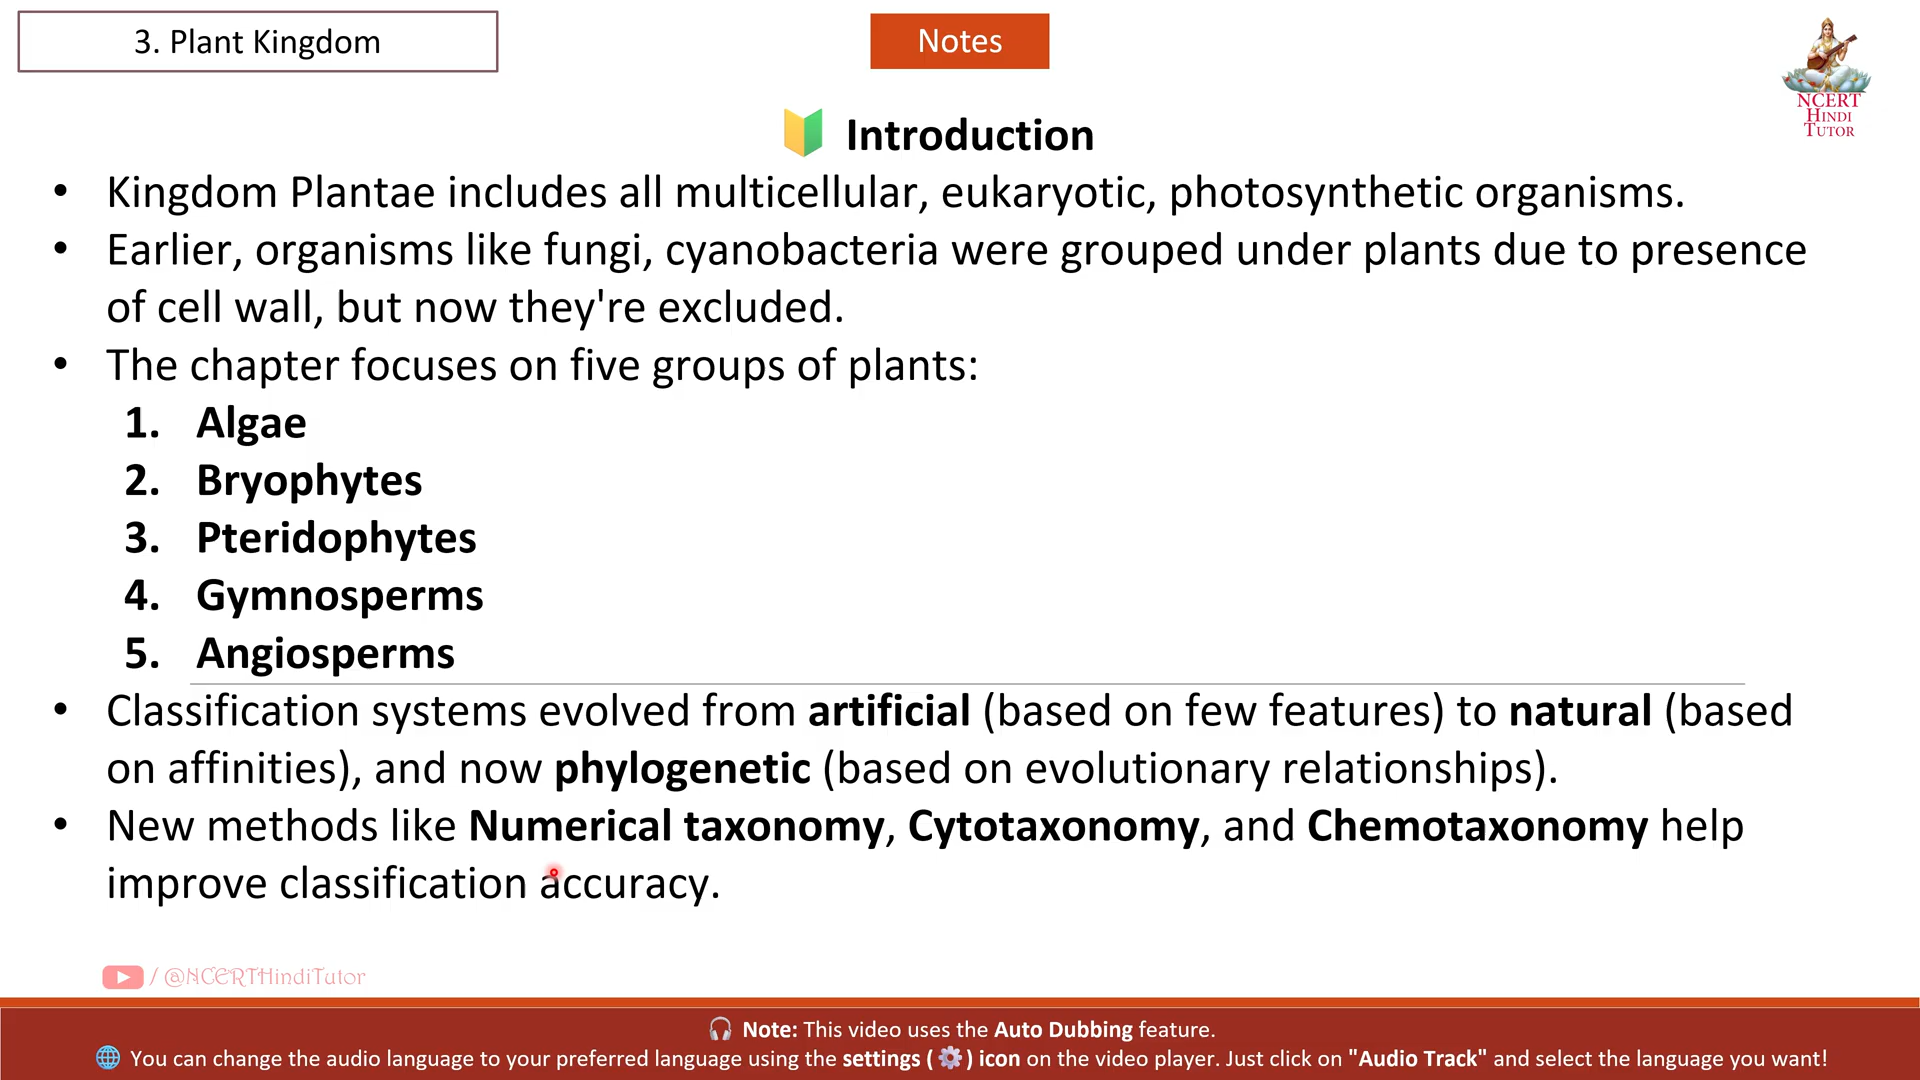 3. Plant Kingdom
Notes
NCERT
HINDI
TUTOR
Introduction
• Kingdom Plantae includes all multicellular, eukaryotic, photosynthetic organisms.
• Earlier, organisms like fungi, cyanobacteria were grouped under plants due to presence
of cell wall, but now they're excluded.
• The chapter focuses on five groups of plants:
1. Algae
2. Bryophytes
3. Pteridophytes
4. Gymnosperms
5. Angiosperms
• Classification systems evolved from artificial (based on few features) to natural (based
on affinities), and now phylogenetic (based on evolutionary relationships).
• New methods like Numerical taxonomy, Cytotaxonomy, and Chemotaxonomy help
improve classification accuracy.
/ @NCERTHindiTutor
Note: This video uses the Auto Dubbing feature.
You can change the audio language to your preferred language using the settings (⚙) icon on the video player. Just click on "Audio Track" and select the language you want!